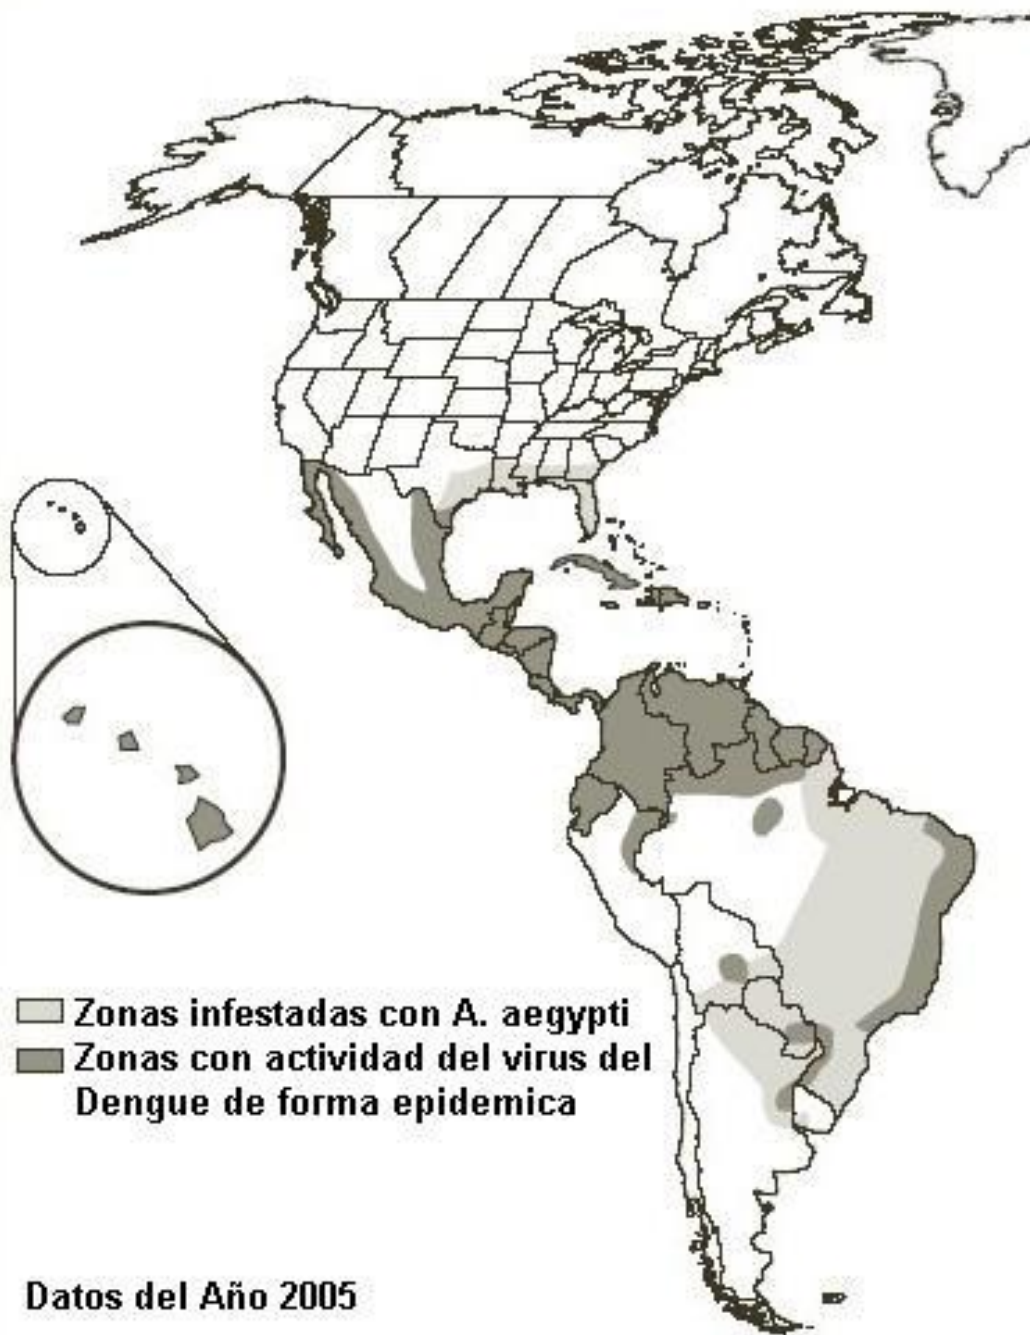 Zonas infestadas con A. aegypti
Zonas con actividad del virus del
Dengue de forma epidemica
Datos del Año 2005